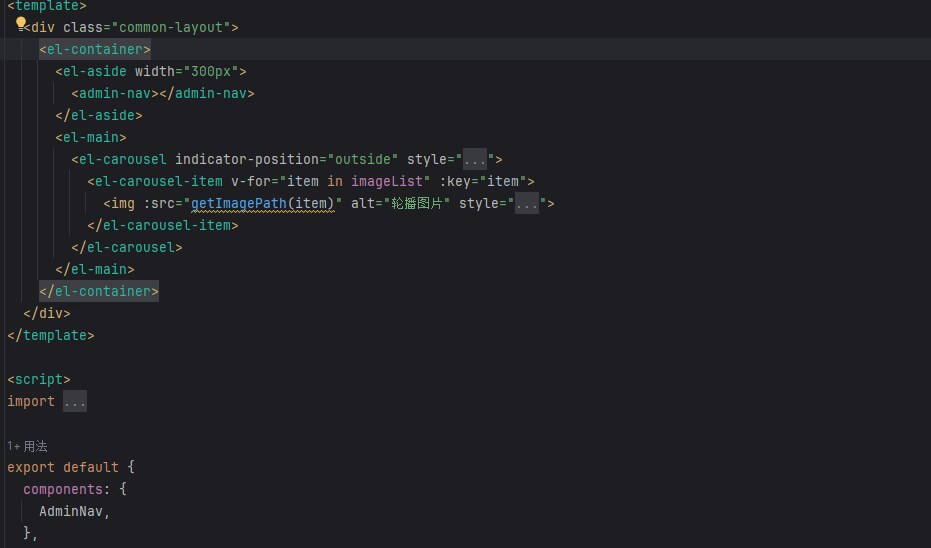 <template>
<div class="common-layout">
<el-container>
<el-aside width="300px">
<admin-nav></admin-nav>
</el-aside>
<el-main>
<el-carousel indicator-position="outside" style="...">
<el-carousel-item v-for="item in imageList" :key="item">
<img :src="getImagePath(item)" alt="轮播图片" style="...">
</el-carousel-item>
</el-carousel>
</el-main>
</el-container>
</div>
</template>
<script>
import ...
1+ 用法
export default {
components: {
AdminNav,
},